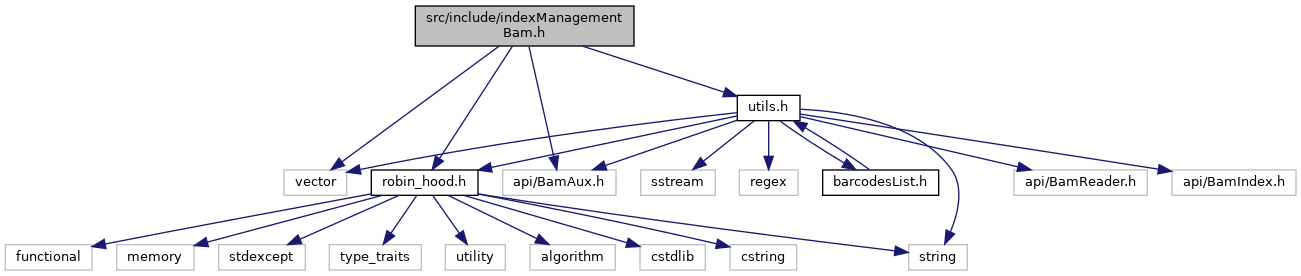 src/include/indexManagement
Bam.h
utils.h
vector
robin_hood.h
api/BamAux.h
sstream
regex
barcodesList.h
api/BamReader.h
api/BamIndex.h
functional
memory
stdexcept
type_traits
utility
algorithm
cstdlib
cstring
string